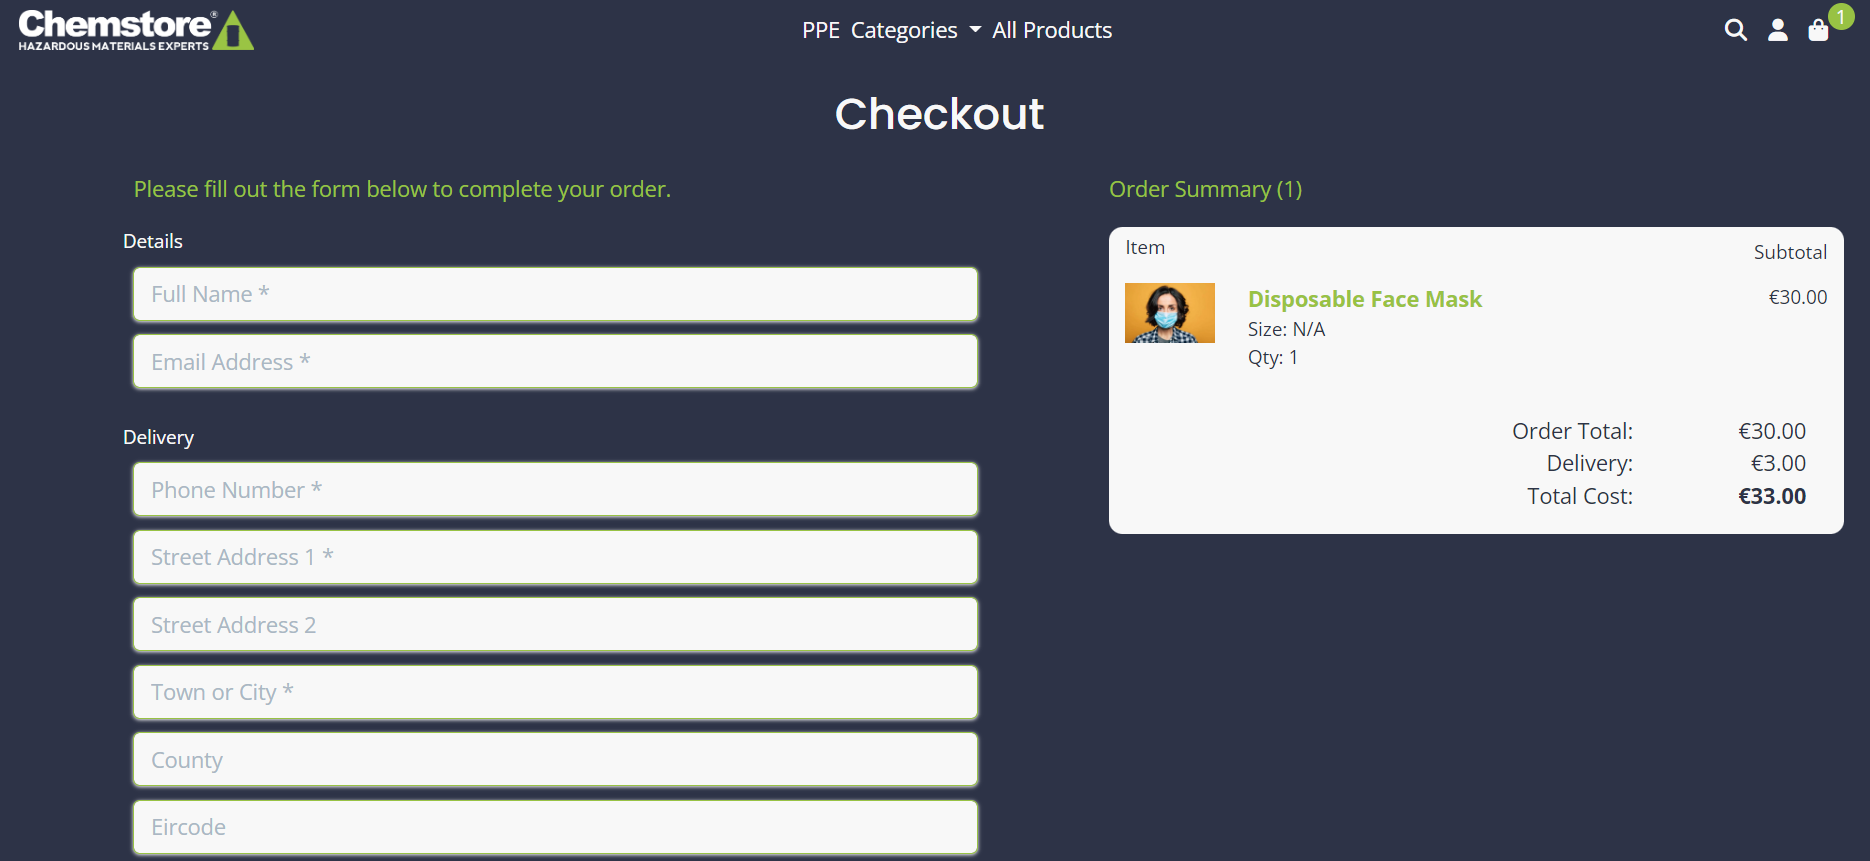 Chemstore®
HAZARDOUS MATERIALS EXPERTS
PPE Categories All Products
1
Checkout
Please fill out the form below to complete your order.
Details
Full Name *
Email Address *
Delivery
Phone Number *
Street Address 1 *
Street Address 2
Town or City *
County
Eircode
Order Summary (1)
Item Subtotal
Disposable Face Mask €30.00
Size: N/A
Qty: 1
Order Total: €30.00
Delivery: €3.00
Total Cost: €33.00